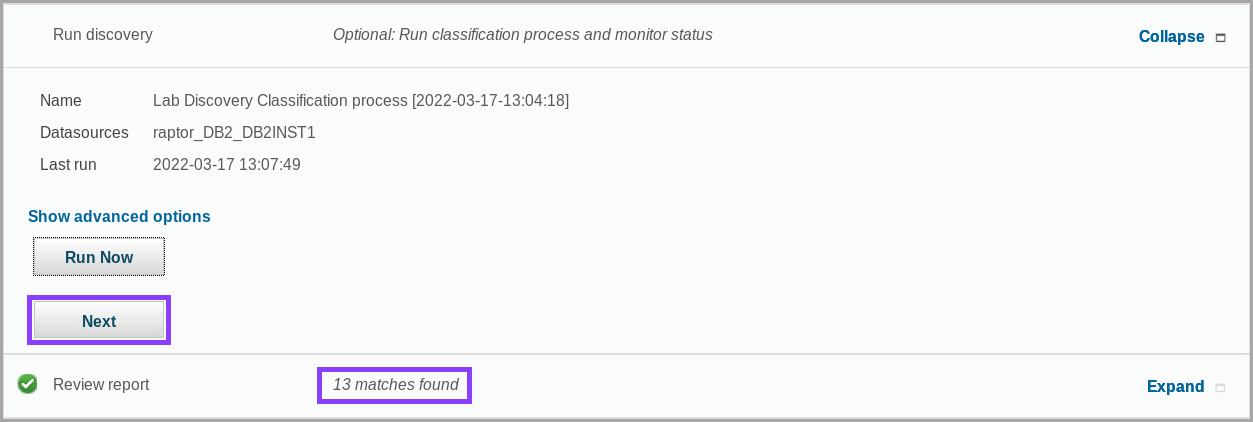 Run discovery Optional: Run classification process and monitor status Collapse
Name Lab Discovery Classification process [2022-03-17-13:04:18]
Datasources raptor_DB2_DB2INST1
Last run 2022-03-17 13:07:49
Show advanced options
Run Now
Next
Review report 13 matches found Expand